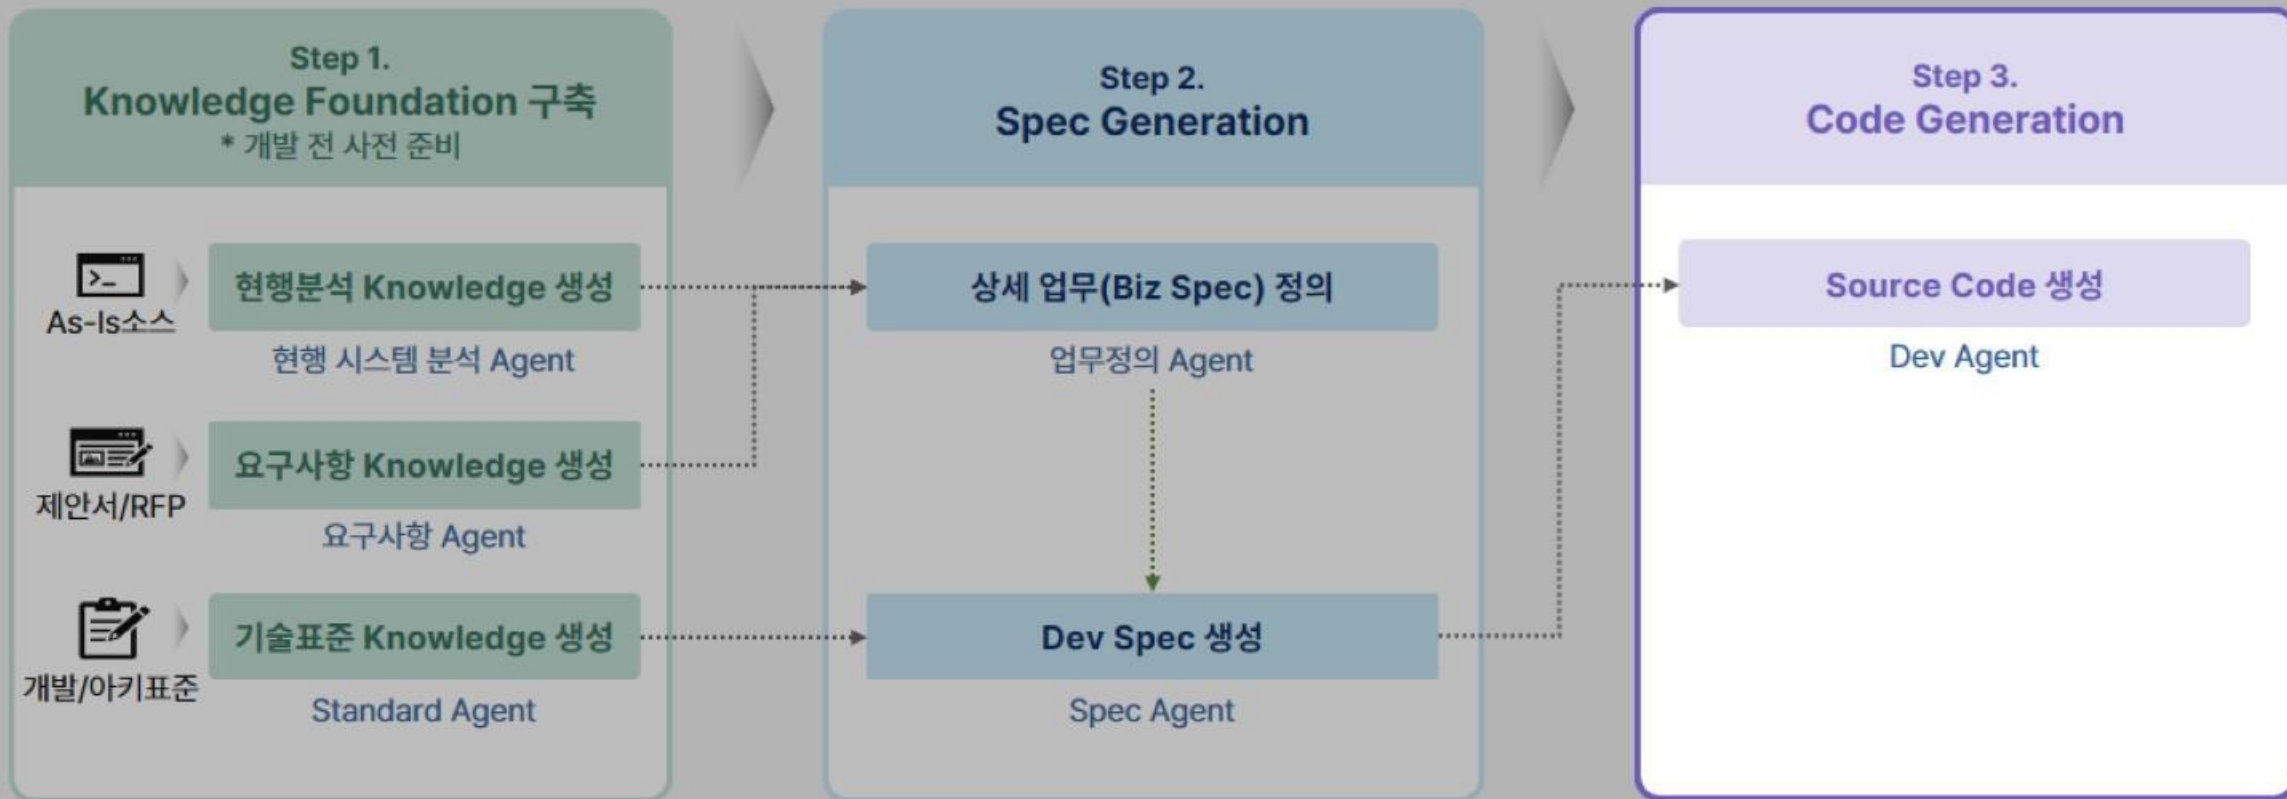 Step 1.
Knowledge Foundation 구축
* 개발 전 사전 준비
As-Is소스
현행분석 Knowledge 생성
현행 시스템 분석 Agent
제안서/RFP
요구사항 Knowledge 생성
요구사항 Agent
개발/아키표준
기술표준 Knowledge 생성
Standard Agent
Step 2.
Spec Generation
상세 업무(Biz Spec) 정의
업무정의 Agent
Dev Spec 생성
Spec Agent
Step 3.
Code Generation
Source Code 생성
Dev Agent